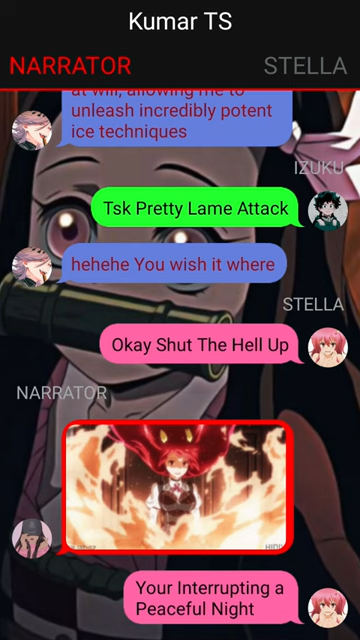 Kumar TS
NARRATOR
STELLA
at will, allowing me to
unleash incredibly potent
ice techniques
IZUKU
Tsk Pretty Lame Attack
hehehe You wish it where
STELLA
Okay Shut The Hell Up
NARRATOR
Your Interrupting a
Peaceful Night